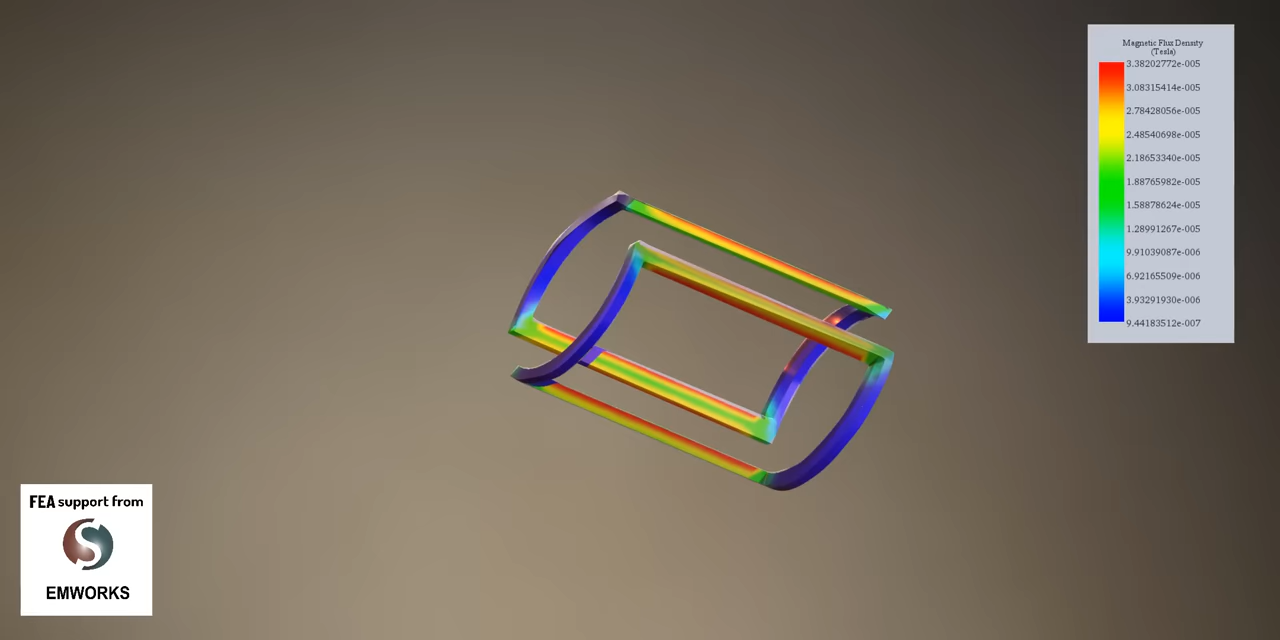 Magnetic Flux Density
(Tesla)
3.38202772e-005
3.08315414e-005
2.78428056e-005
2.48540698e-005
2.18653340e-005
1.88765982e-005
1.58878624e-005
1.28991267e-005
9.91039087e-006
6.92165509e-006
3.93291930e-006
9.44183512e-007
FEA support from
S
EMWORKS